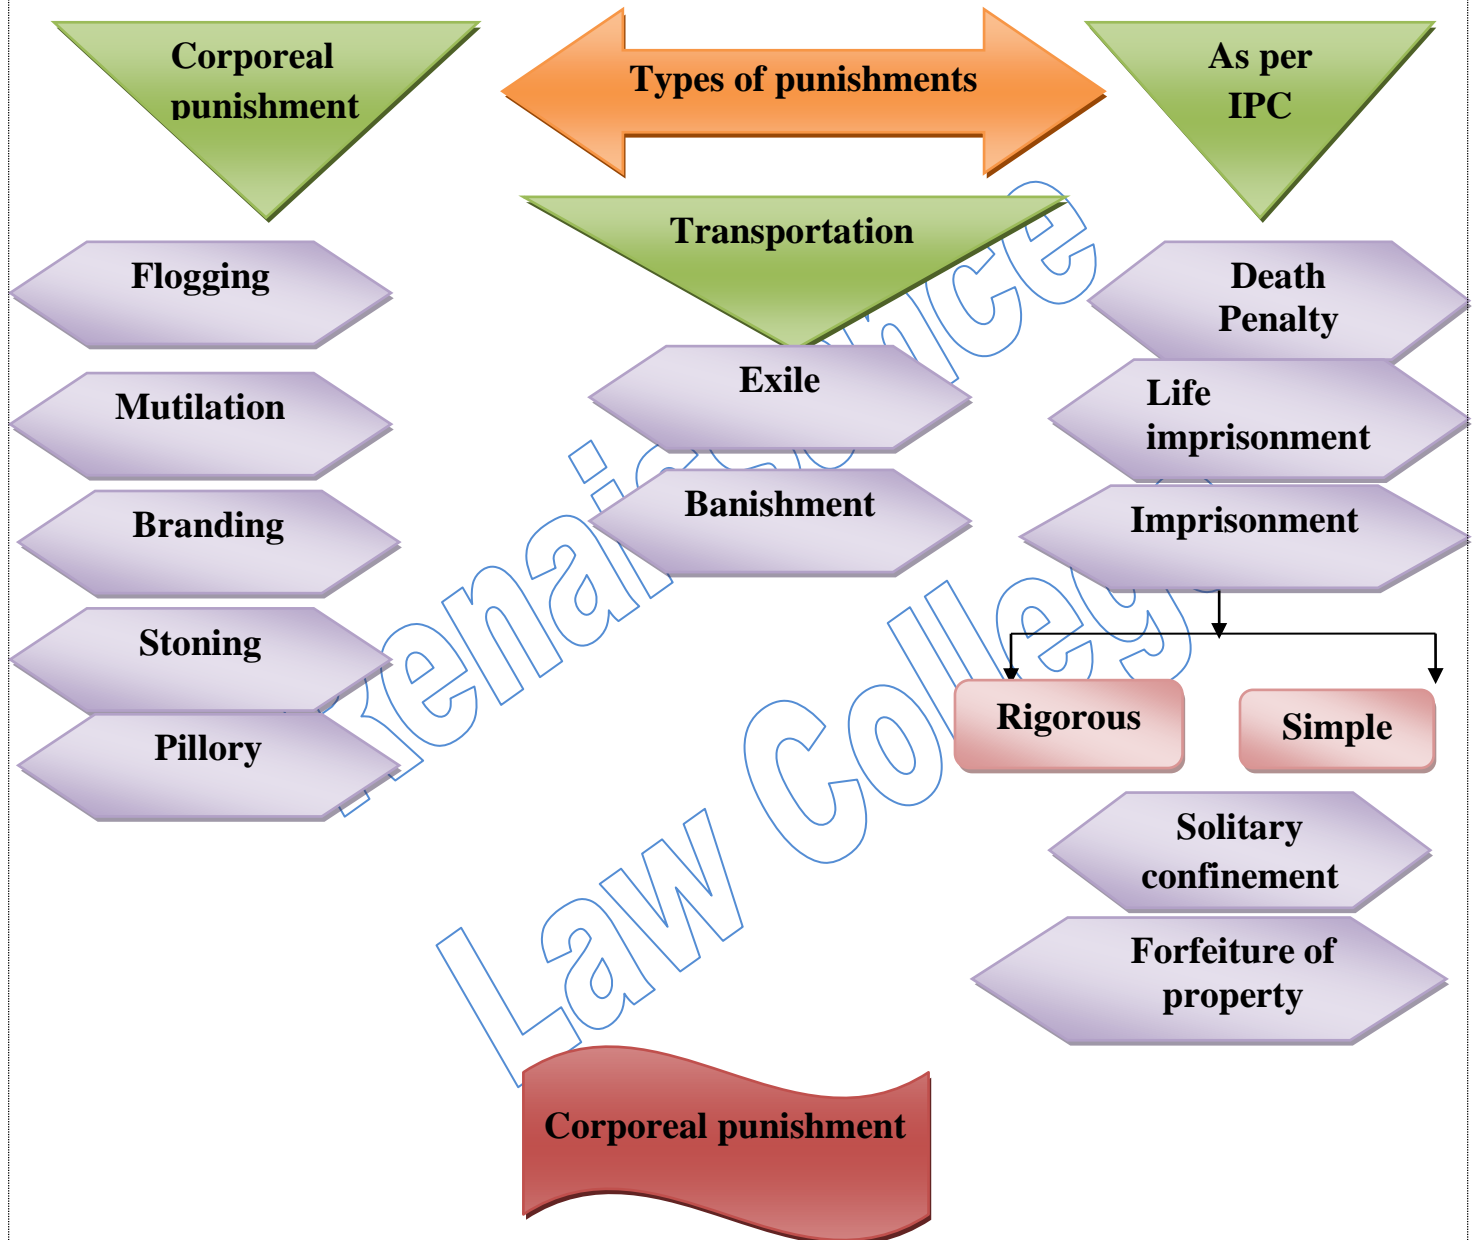 Corporeal
punishment
Types of punishments
As per
IPC
Transportation
Flogging
Mutilation
Branding
Stoning
Pillory
Exile
Banishment
Death
Penalty
Life
imprisonment
Imprisonment
Rigorous
Simple
Solitary
confinement
Forfeiture of
property
Corporeal punishment
Renaissance
Law College